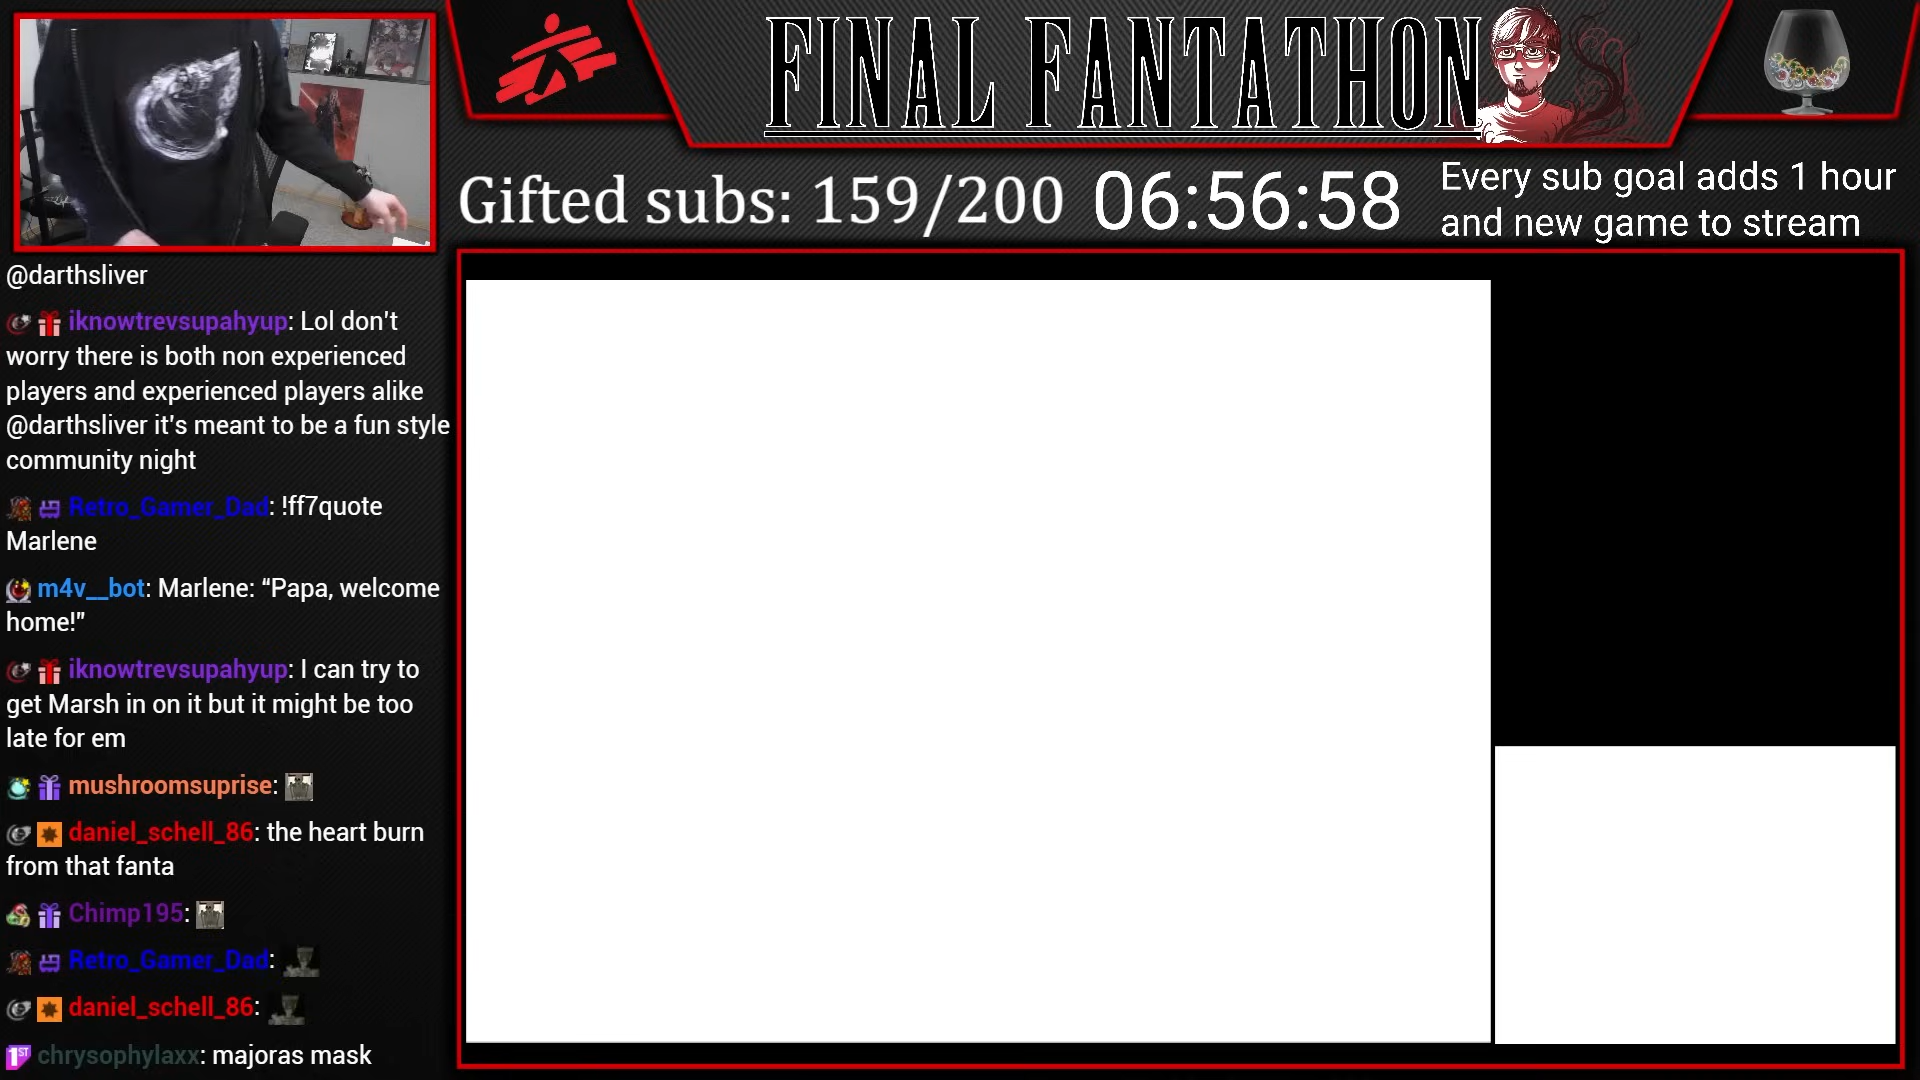 FINAL FANTATHON
Gifted subs: 159/200
06:56:58
Every sub goal adds 1 hour
and new game to stream
@darthsliver
iknowtrevsupahyup: Lol don't
worry there is both non experienced
players and experienced players alike
@darthsliver it's meant to be a fun style
community night
Retro_Gamer_Dad: !ff7quote
Marlene
m4v__bot: Marlene: “Papa, welcome
home!”
iknowtrevsupahyup: I can try to
get Marsh in on it but it might be too
late for em
mushroomsuprise:
daniel_schell_86: the heart burn
from that fanta
Chimp195:
Retro_Gamer_Dad:
daniel_schell_86:
1ST chrysophylaxx: majoras mask